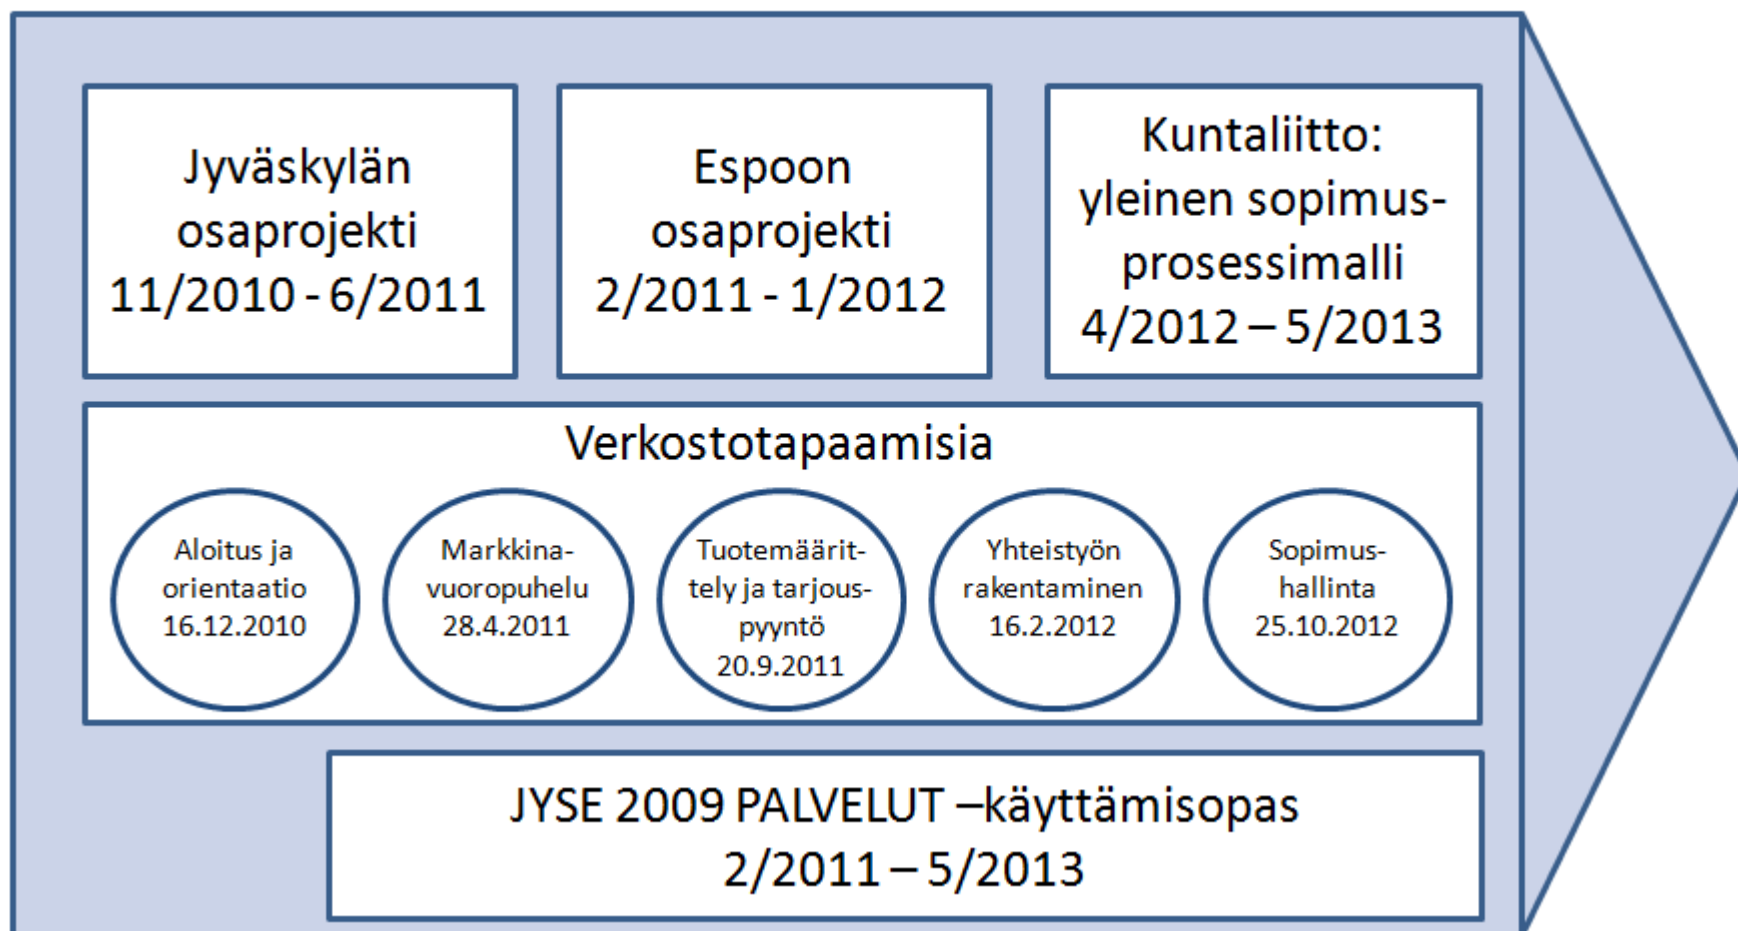 Jyväskylän
osaprojekti
11/2010 - 6/2011
Espoon
osaprojekti
2/2011 - 1/2012
Kuntaliitto:
yleinen sopimus-
prosessimalli
4/2012 – 5/2013
Verkostotapaamisia
Aloitus ja
orientaatio
16.12.2010
Markkina-
vuoropuhelu
28.4.2011
Tuotemäärit-
tely ja tarjous-
pyyntö
20.9.2011
Yhteistyön
rakentaminen
16.2.2012
Sopimus-
hallinta
25.10.2012
JYSE 2009 PALVELUT –käyttämisopas
2/2011 – 5/2013